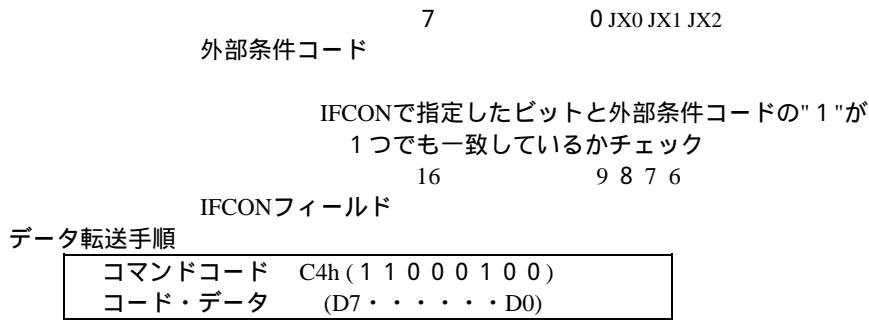 ７ ０ JX0 JX1 JX2
外部条件コード
IFCONで指定したビットと外部条件コードの"１"が
１つでも一致しているかチェック
16 ９ ８ ７ ６
IFCONフィールド
データ転送手順
コマンドコード C4h (１１０００１００)
コード・データ (D7・・・・・・D0)